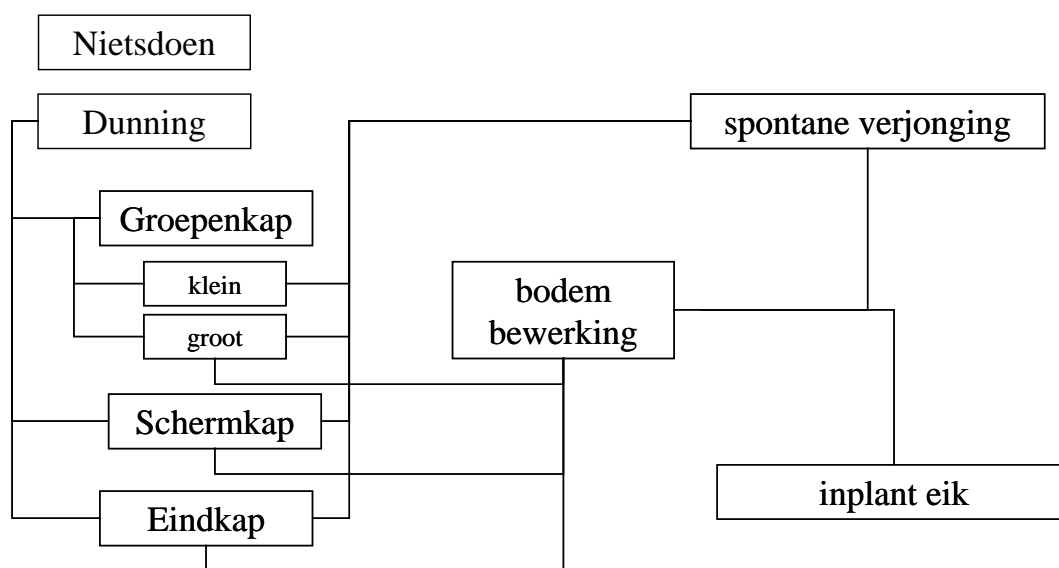 Nietsdoen
Dunning
spontane verjonging
Groepenkap
klein
groot
bodem
bewerking
Schermkap
Eindkap
inplant eik